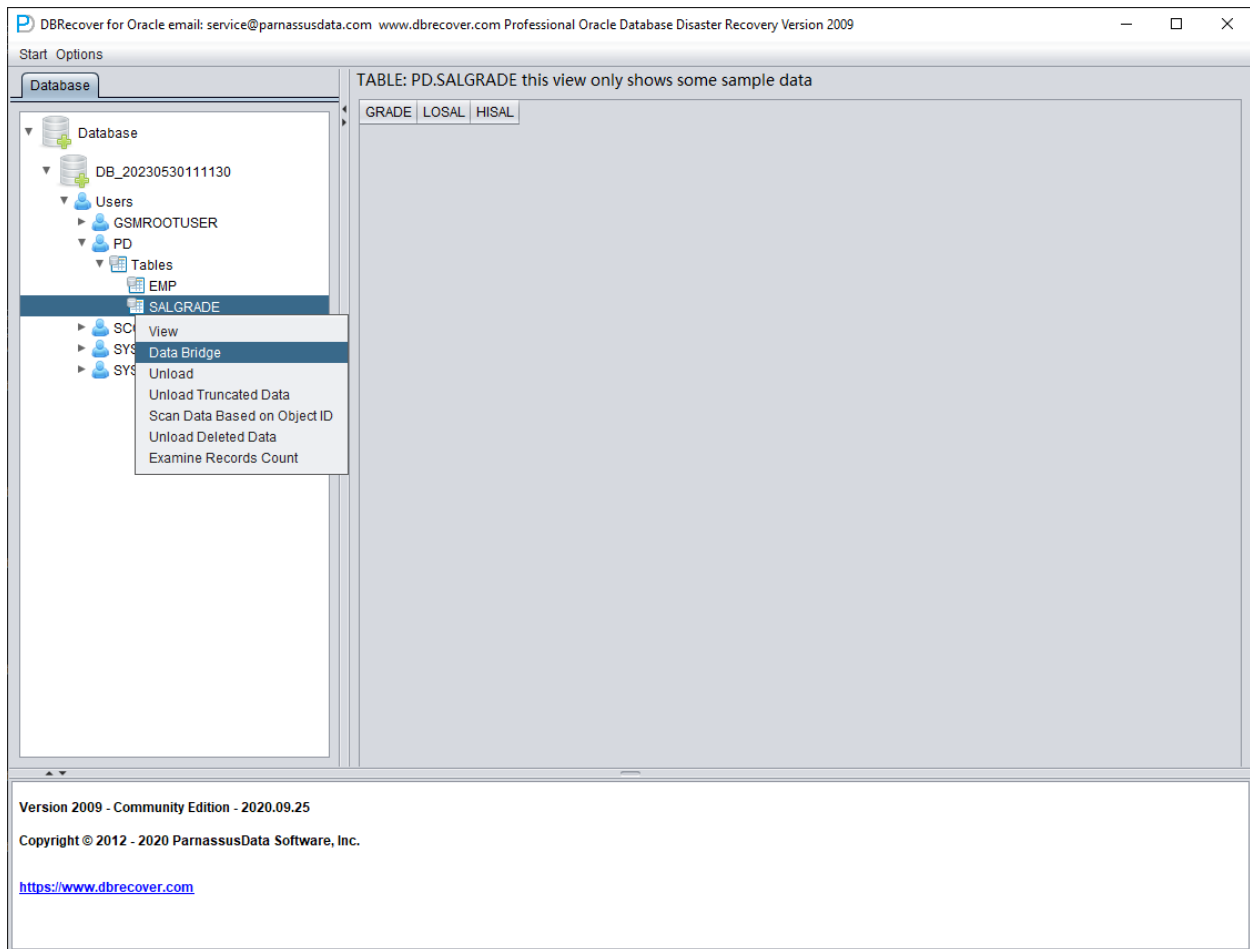 DBRecover for Oracle email: service@parnassusdata.com www.dbrecover.com Professional Oracle Database Disaster Recovery Version 2009
Start Options
Database
TABLE: PD.SALGRADE this view only shows some sample data
GRADE LOSAL HISAL
Database
DB_20230530111130
Users
GSMROOTUSER
PD
Tables
EMP
SALGRADE
SC
SYS
SYS
View
Data Bridge
Unload
Unload Truncated Data
Scan Data Based on Object ID
Unload Deleted Data
Examine Records Count
Version 2009 - Community Edition - 2020.09.25
Copyright © 2012 - 2020 ParnassusData Software, Inc.
https://www.dbrecover.com